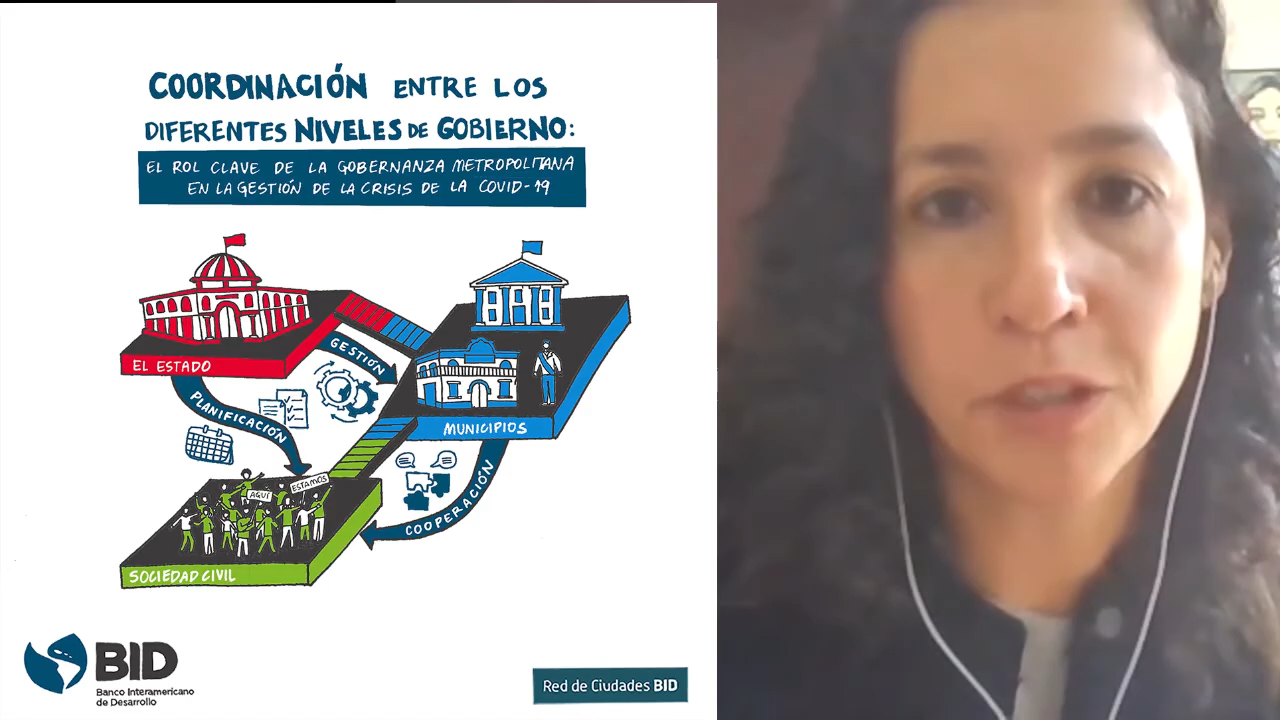 COORDINACIÓN ENTRE LOS
DIFERENTES NIVELES DE GOBIERNO:
EL ROL CLAVE DE LA GOBERNANZA METROPOLITANA
EN LA GESTIÓN DE LA CRISIS DE LA COVID-19
EL ESTADO
GESTIÓN
PLANIFICACIÓN
MUNICIPIOS
AQUÍ
ESTAMOS
COOPERACIÓN
SOCIEDAD CIVIL
BID
Banco Interamericano
de Desarrollo
Red de Ciudades BID